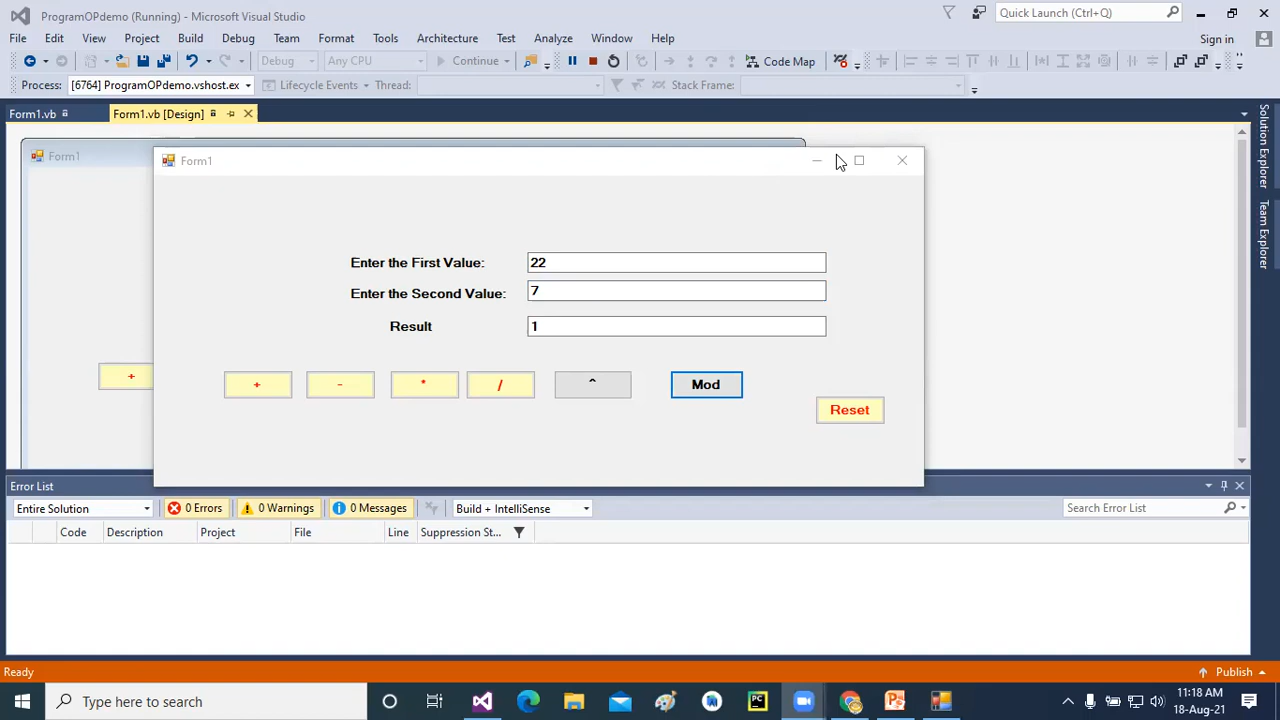 ProgramOPdemo (Running) - Microsoft Visual Studio
Quick Launch (Ctrl+Q)
File Edit View Project Build Debug Team Format Tools Architecture Test Analyze Window Help
Sign in
Debug Any CPU Continue Code Map
Process: [6764] ProgramOPdemo.vshost.ex Lifecycle Events Thread: Stack Frame:
Form1.vb Form1.vb [Design]
Solution Explorer
Team Explorer
Form1
Form1
Enter the First Value: 22
Enter the Second Value: 7
Result 1
+
+ - * / ^ Mod
Reset
Error List
Entire Solution 0 Errors 0 Warnings 0 Messages Build + IntelliSense Search Error List
Code Description Project File Line Suppression St...
Ready Publish
Type here to search
PC
11:18 AM
18-Aug-21